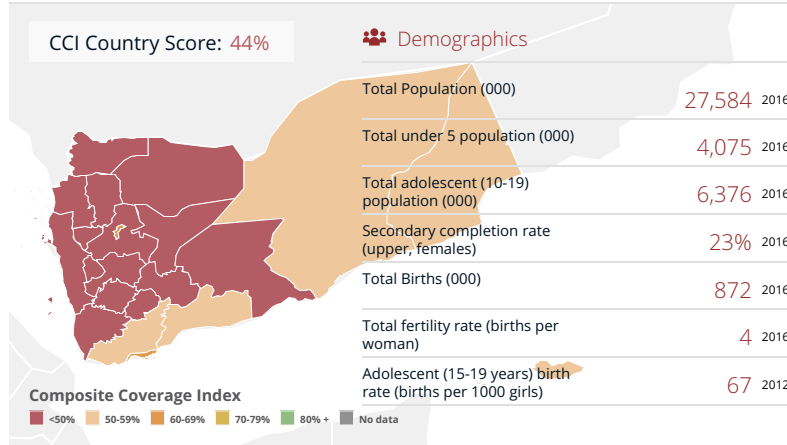 CCI Country Score: 44%
Demographics
Total Population (000)
27,584 2016
Total under 5 population (000)
4,075 2016
Total adolescent (10-19)
population (000)
6,376 2016
Secondary completion rate
(upper, females)
23% 2016
Total Births (000)
872 2016
Total fertility rate (births per
woman)
4 2016
Adolescent (15-19 years) birth
rate (births per 1000 girls)
67 2012
Composite Coverage Index
<50% 50-59% 60-69% 70-79% 80% + No data